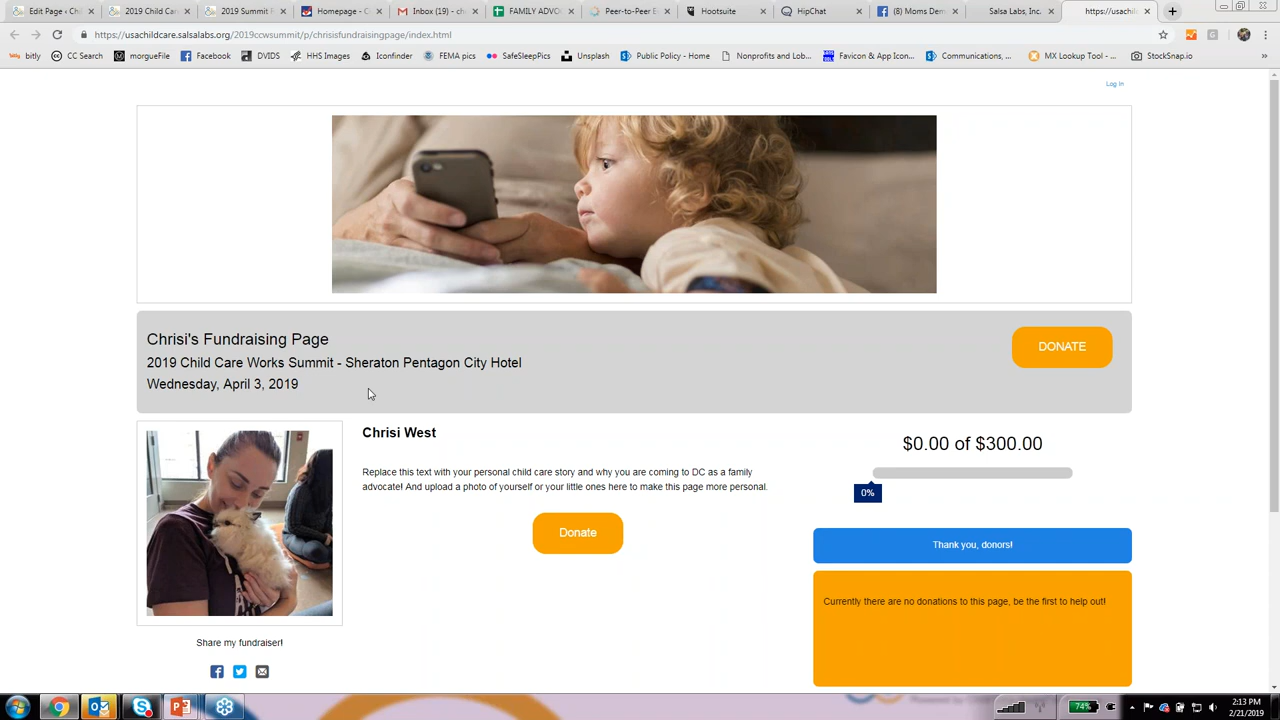 Edit Page - Chris
2019 Summit - F
2019 Summit B
Inbox (19) - ch
FAMILY ADVOC
Peer-to-Peer Fu
Hootsuite
HipChat
(8) Moms Dem
Salsa Labs, Inc.
https://usachild
https://usachildcare.salsalabs.org/2019ccwsummit/p/chrisisfundraisingpage/index.html
bitly
CC Search
morgueFile
Facebook
DVIDS
HHS Images
Iconfinder
FEMA pics
SafeSleepPics
Unsplash
Public Policy - Home
Nonprofits and Lob...
Favicon & App Icon...
Communications, ...
MX Lookup Tool - ...
StockSnap.io
Log In
Chrisi's Fundraising Page
2019 Child Care Works Summit - Sheraton Pentagon City Hotel
Wednesday, April 3, 2019
DONATE
Chrisi West
Replace this text with your personal child care story and why you are coming to DC as a family
advocate! And upload a photo of yourself or your little ones here to make this page more personal.
Donate
$0.00 of $300.00
0%
Thank you, donors!
Currently there are no donations to this page, be the first to help out!
Share my fundraiser!
74%
2:13 PM
2/21/2019